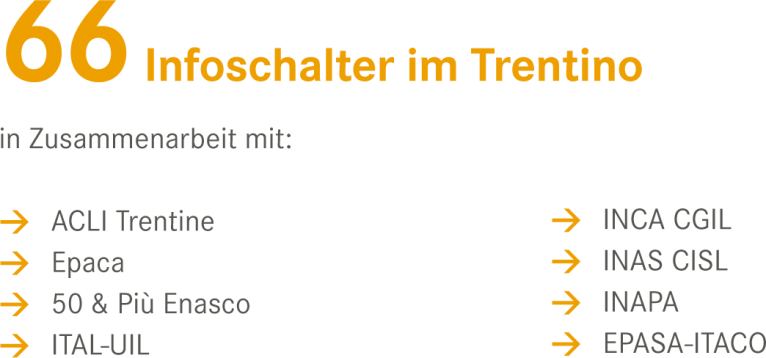 66 Infoschalter im Trentino
in Zusammenarbeit mit:
→ ACLI Trentine
→ Epaca
→ 50 & Più Enasco
→ ITAL-UIL
→ INCA CGIL
→ INAS CISL
→ INAPA
→ EPASA-ITACO